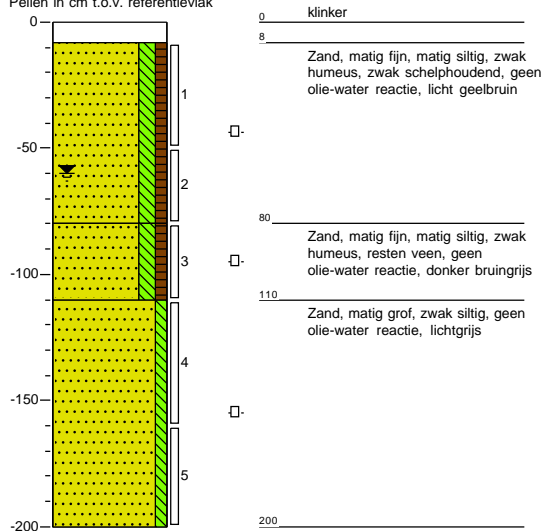 Peilen in cm t.o.v. referentievlak
0
-50
-100
-150
-200
1
2
3
4
5
0
klinker
8
Zand, matig fijn, matig siltig, zwak
humeus, zwak schelphoudend, geen
olie-water reactie, licht geelbruin
80
Zand, matig fijn, matig siltig, zwak
humeus, resten veen, geen
olie-water reactie, donker bruingrijs
110
Zand, matig grof, zwak siltig, geen
olie-water reactie, lichtgrijs
200